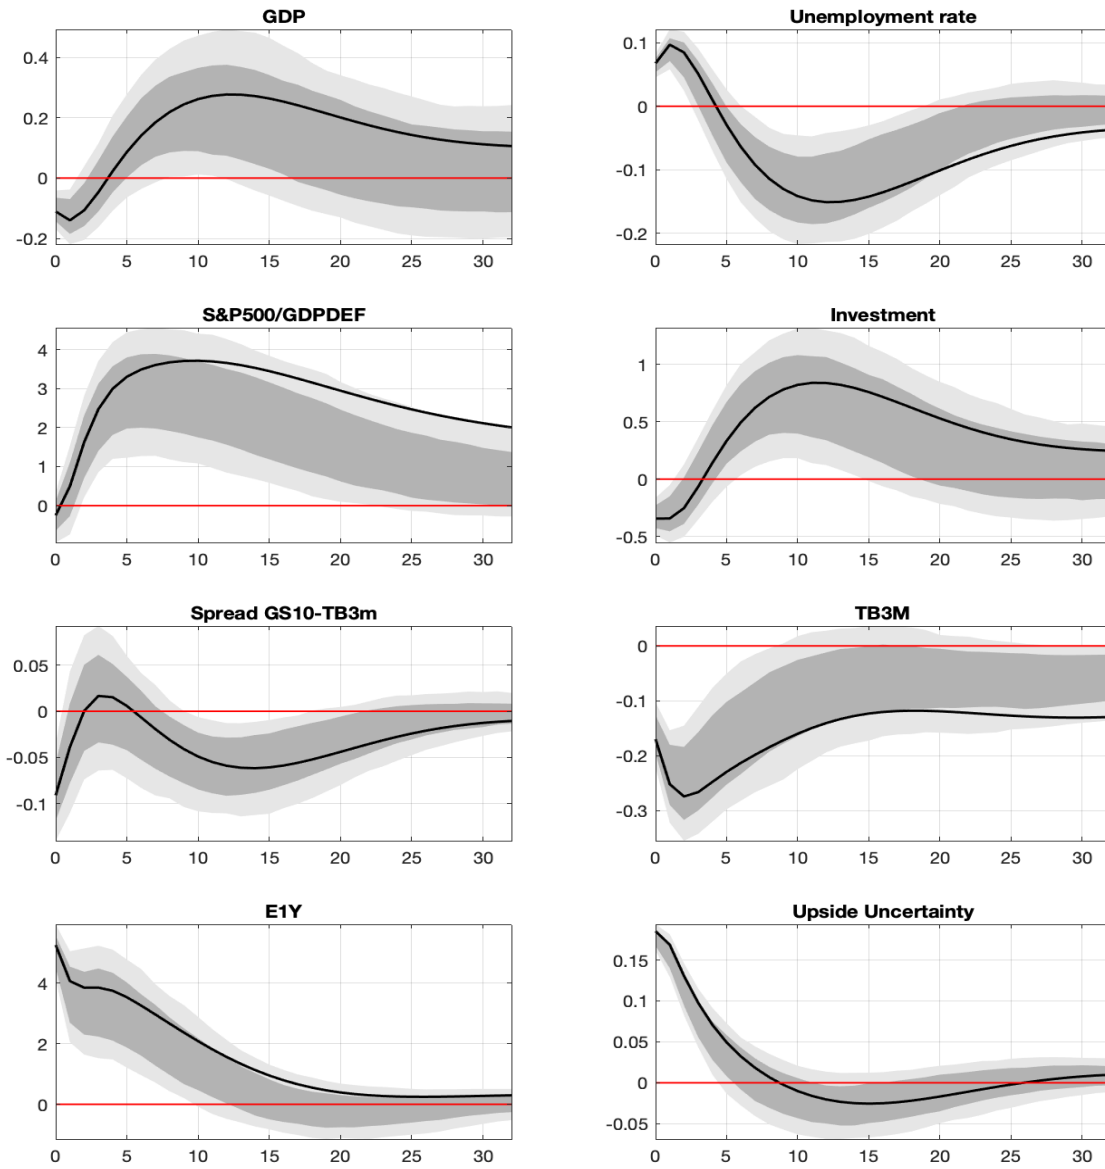 GDP
0.4
0.2
0
-0.2
0 5 10 15 20 25 30
Unemployment rate
0.1
0
-0.1
-0.2
0 5 10 15 20 25 30
S&P500/GDPDEF
4
3
2
1
0
0 5 10 15 20 25 30
Investment
1
0.5
0
-0.5
0 5 10 15 20 25 30
Spread GS10-TB3m
0.05
0
-0.05
-0.1
0 5 10 15 20 25 30
TB3M
0
-0.1
-0.2
-0.3
0 5 10 15 20 25 30
E1Y
4
2
0
0 5 10 15 20 25 30
Upside Uncertainty
0.15
0.1
0.05
0
-0.05
0 5 10 15 20 25 30